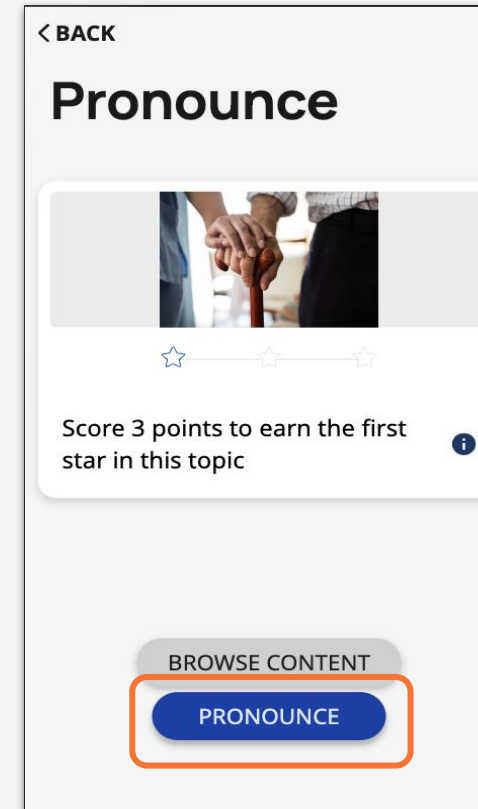 < BACK
Pronounce
Score 3 points to earn the first
star in this topic
i
BROWSE CONTENT
PRONOUNCE